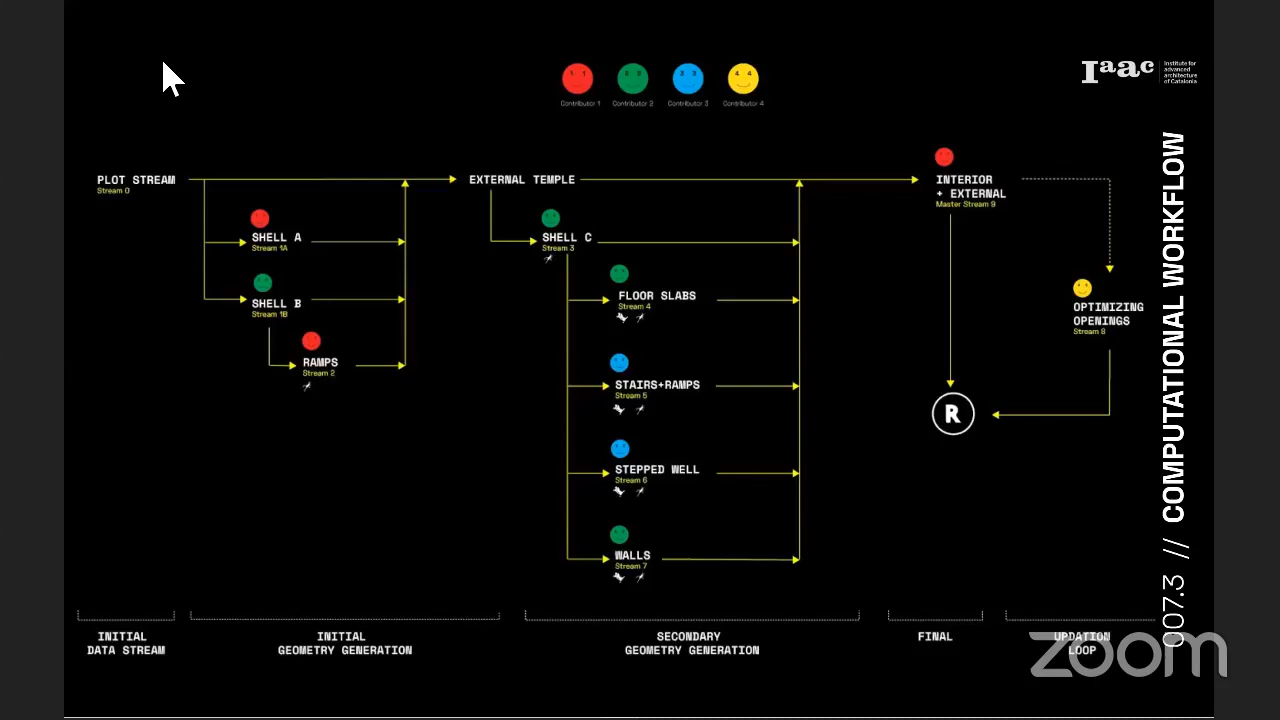 Contributor 1
Contributor 2
Contributor 3
Contributor 4
Iaac
Institute for
advanced
architecture
of Catalonia
PLOT STREAM
Stream 0
SHELL A
Stream 1A
SHELL B
Stream 1B
RAMPS
Stream 2
EXTERNAL TEMPLE
SHELL C
Stream 3
FLOOR SLABS
Stream 4
STAIRS+RAMPS
Stream 5
STEPPED WELL
Stream 6
WALLS
Stream 7
INTERIOR
+ EXTERNAL
Master Stream 9
R
OPTIMIZING
OPENINGS
Stream 8
007.3 // COMPUTATIONAL WORKFLOW
INITIAL
DATA STREAM
INITIAL
GEOMETRY GENERATION
SECONDARY
GEOMETRY GENERATION
FINAL
UPDATION
LOOP
zoom